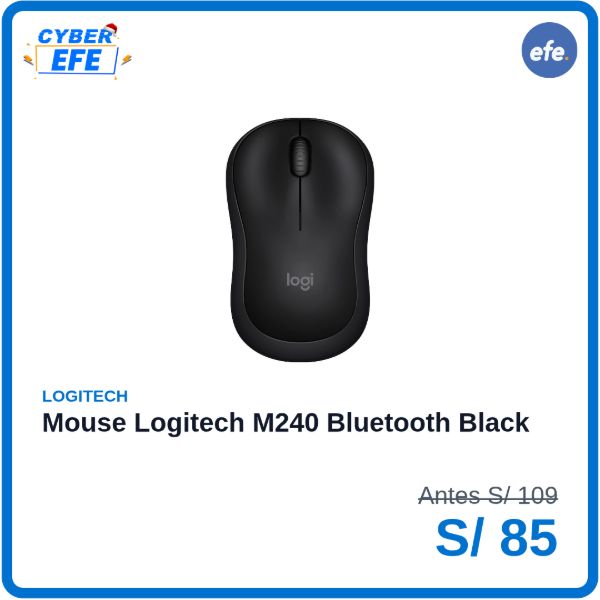 CYBER
EFE
efe.
logi
LOGITECH
Mouse Logitech M240 Bluetooth Black
Antes S/ 109
S/ 85